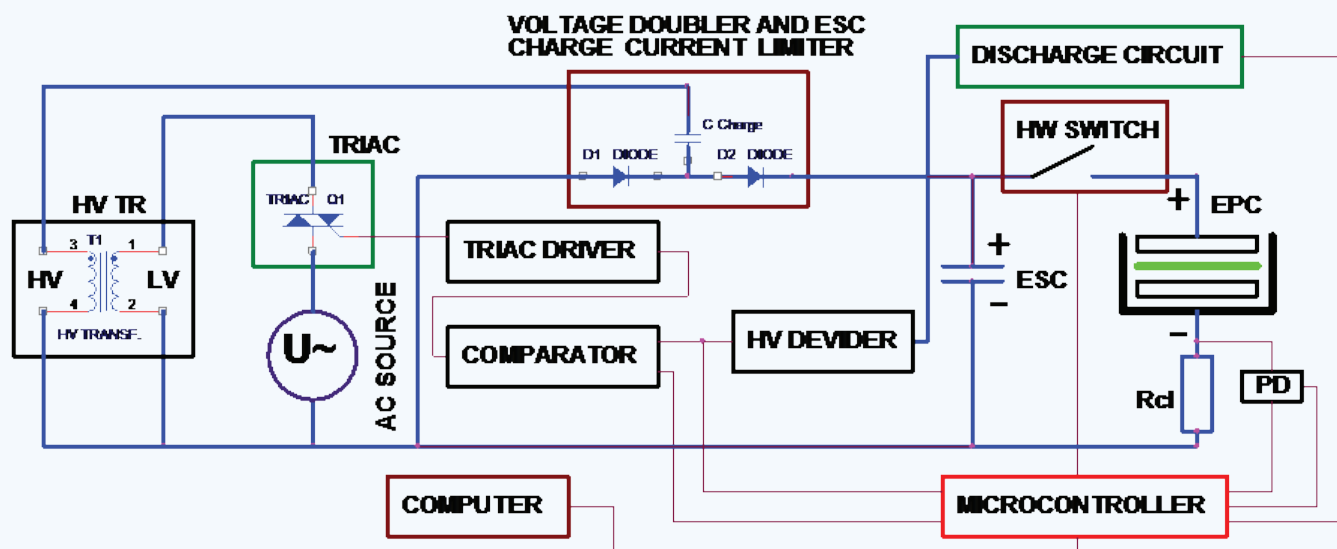 VOLTAGE DOUBLER AND ESC
CHARGE CURRENT LIMITER
DISCHARGE CIRCUIT
C Charge
HW SWITCH
TRIAC
D1 DIODE
D2 DIODE
TRIAC Q1
HV TR
+
EPC
3 T1 1
HV
LV
4 2
HV TRANSF.
TRIAC DRIVER
+
ESC
-
U~
AC SOURCE
COMPARATOR
HV DEVIDER
-
PD
Rcl
COMPUTER
MICROCONTROLLER